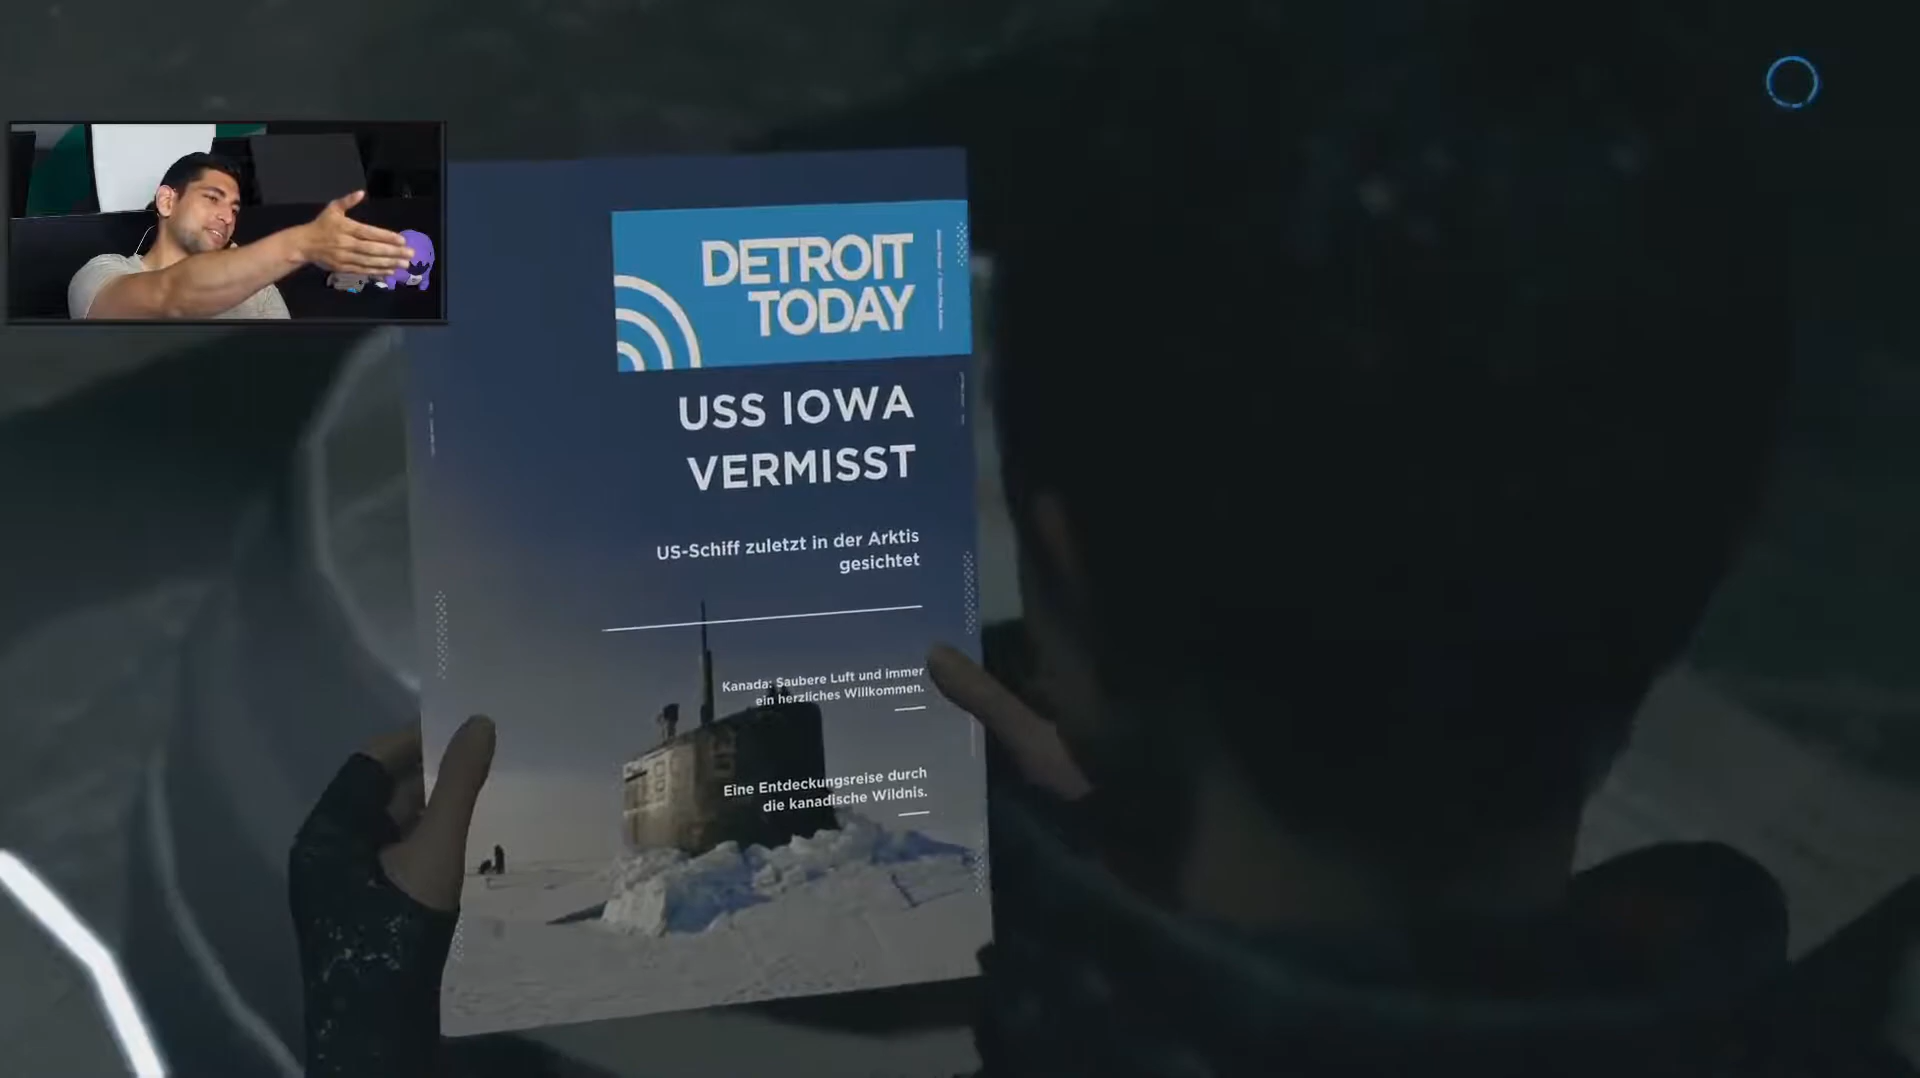 DETROIT
TODAY
USS IOWA
VERMISST
US-Schiff zuletzt in der Arktis
gesichtet
Kanada: Saubere Luft und immer
ein herzliches Willkommen.
Eine Entdeckungsreise durch
die kanadische Wildnis.